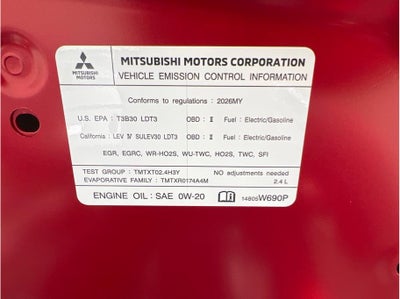 MITSUBISHI MOTORS CORPORATION
MITSUBISHI
MOTORS
VEHICLE EMISSION CONTROL INFORMATION
Conforms to regulations : 2026MY
U.S. EPA : T3B30 LDT3 OBD : Ⅱ Fuel : Electric/Gasoline
California : LEV Ⅳ SULEV30 LDT3 OBD : Ⅱ Fuel : Electric/Gasoline
EGR, EGRC, WR-HO2S, WU-TWC, HO2S, TWC, SFI
TEST GROUP : TMTXT02.4H3Y NO adjustments needed
EVAPORATIVE FAMILY : TMTXR0174A4M 2.4 L
ENGINE OIL : SAE 0W-20 14805W690P